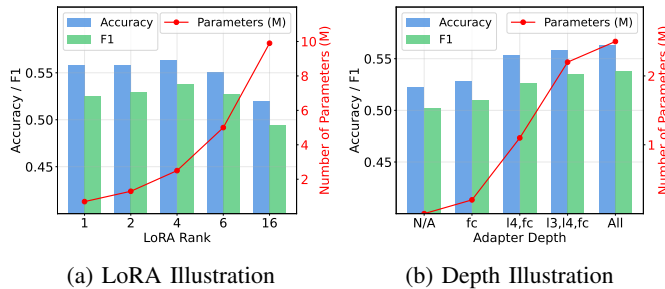 Accuracy
F1
Parameters (M)
0.55
0.50
0.45
Accuracy / F1
10
8
6
4
2
Number of Parameters (M)
1 2 4 6 16
LoRA Rank
(a) LoRA Illustration
Accuracy
F1
Parameters (M)
0.55
0.50
0.45
Accuracy / F1
2
1
Number of Parameters (M)
N/A fc l4,fc l3,l4,fc All
Adapter Depth
(b) Depth Illustration